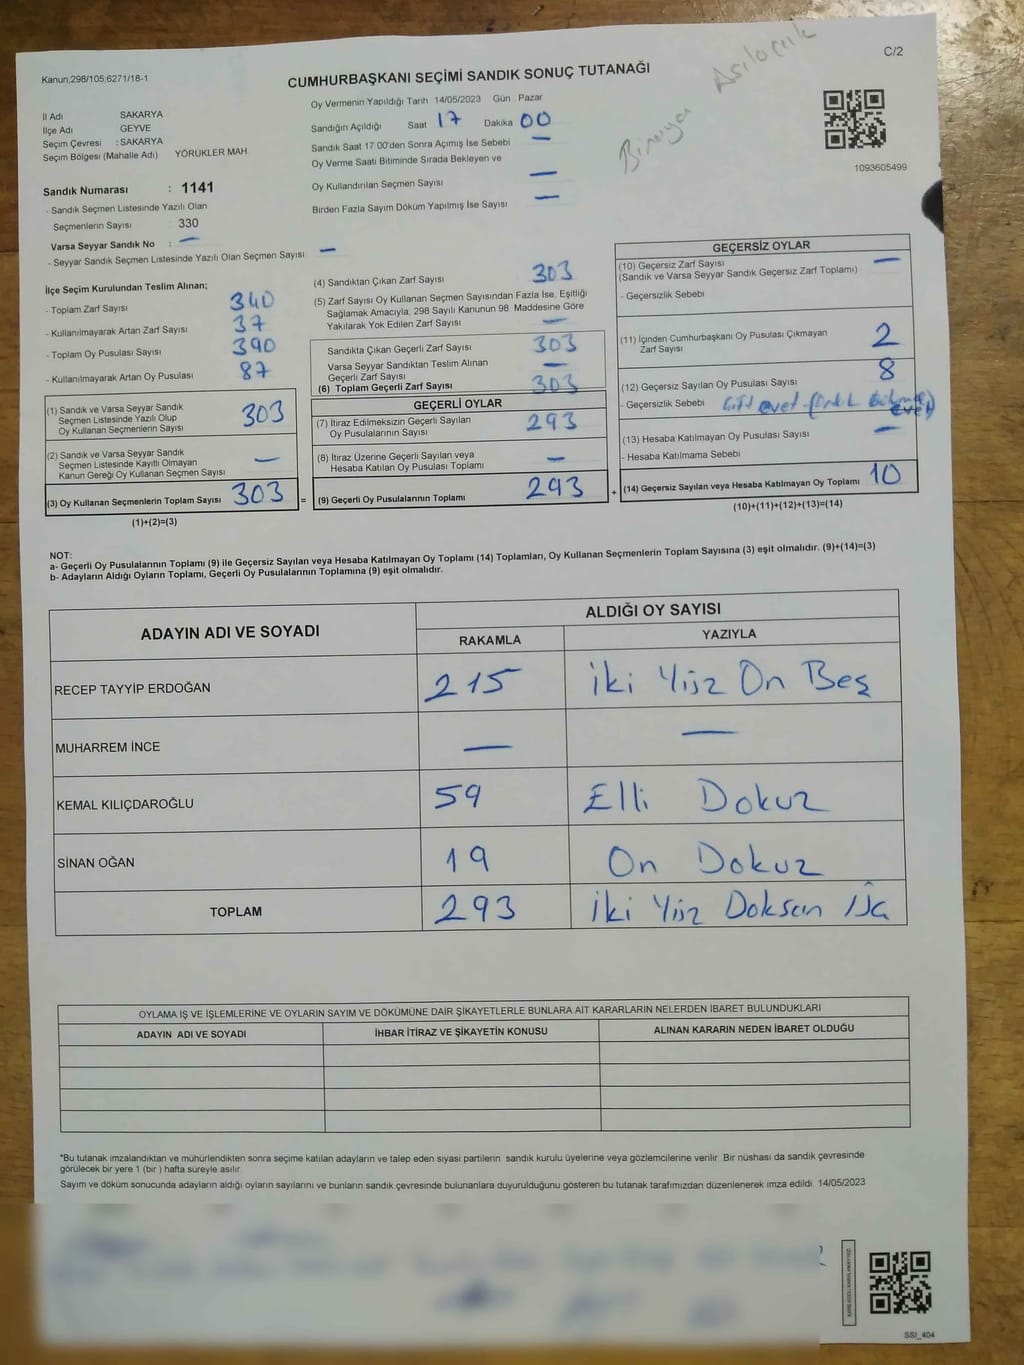 Kanun,298/105,6271/18-1
C/2
CUMHURBAŞKANI SEÇİMİ SANDIK SONUÇ TUTANAĞI
Asılacak
Binaya
İl Adı SAKARYA
İlçe Adı GEYVE
Seçim Çevresi : SAKARYA
Seçim Bölgesi (Mahalle Adı) YÖRÜKLER MAH.
Oy Vermenin Yapıldığı Tarih 14/05/2023 Gün Pazar
Sandığın Açıldığı Saat 17 Dakika 00
Sandık Saat 17:00'den Sonra Açımış İse Sebebi —
Oy Verme Saati Bitiminde Sırada Bekleyen ve
Oy Kullandırılan Seçmen Sayısı —
Birden Fazla Sayım Döküm Yapılmış İse Sayısı —
1093605499
Sandık Numarası : 1141
- Sandık Seçmen Listesinde Yazılı Olan
Seçmenlerin Sayısı : 330
Varsa Seyyar Sandık No : —
- Seyyar Sandık Seçmen Listesinde Yazılı Olan Seçmen Sayısı —
İlçe Seçim Kurulundan Teslim Alınan;
- Toplam Zarf Sayısı 340
- Kullanılmayarak Artan Zarf Sayısı 37
- Toplam Oy Pusulası Sayısı 390
- Kullanılmayarak Artan Oy Pusulası 87
(1) Sandık ve Varsa Seyyar Sandık
Seçmen Listesinde Yazılı Olup
Oy Kullanan Seçmenlerin Sayısı 303
(2) Sandık ve Varsa Seyyar Sandık
Seçmen Listesinde Kayıtlı Olmayan
Kanun Gereği Oy Kullanan Seçmen Sayısı —
(3) Oy Kullanan Seçmenlerin Toplam Sayısı 303 =
(1)+(2)=(3)
(4) Sandıktan Çıkan Zarf Sayısı 303
(5) Zarf Sayısı Oy Kullanan Seçmen Sayısından Fazla İse, Eşitliği
Sağlamak Amacıyla, 298 Sayılı Kanunun 98 Maddesine Göre
Yakılarak Yok Edilen Zarf Sayısı —
Sandıkta Çıkan Geçerli Zarf Sayısı 303
Varsa Seyyar Sandıktan Teslim Alınan
Geçerli Zarf Sayısı —
(6) Toplam Geçerli Zarf Sayısı 303
GEÇERLİ OYLAR
(7) İtiraz Edilmeksizin Geçerli Sayılan
Oy Pusulalarının Sayısı 293
(8) İtiraz Üzerine Geçerli Sayılan veya
Hesaba Katılan Oy Pusulası Toplamı —
(9) Geçerli Oy Pusulalarının Toplamı 293 +
GEÇERSİZ OYLAR
(10) Geçersiz Zarf Sayısı —
(Sandık ve Varsa Seyyar Sandık Geçersiz Zarf Toplamı)
- Geçersizlik Sebebi
(11) İçinden Cumhurbaşkanı Oy Pusulası Çıkmayan
Zarf Sayısı 2
(12) Geçersiz Sayılan Oy Pusulası Sayısı 8
- Geçersizlik Sebebi Çift evet
(13) Hesaba Katılmayan Oy Pusulası Sayısı —
- Hesaba Katılmama Sebebi
(14) Geçersiz Sayılan veya Hesaba Katılmayan Oy Toplamı 10
(10)+(11)+(12)+(13)=(14)
NOT:
a- Geçerli Oy Pusulalarının Toplamı (9) ile Geçersiz Sayılan veya Hesaba Katılmayan Oy Toplamı (14) Toplamları, Oy Kullanan Seçmenlerin Toplam Sayısına (3) eşit olmalıdır. (9)+(14)=(3)
b- Adayların Aldığı Oyların Toplamı, Geçerli Oy Pusulalarının Toplamına (9) eşit olmalıdır.
ADAYIN ADI VE SOYADI
ALDIĞI OY SAYISI
RAKAMLA YAZIYLA
RECEP TAYYİP ERDOĞAN 215 İki Yüz On Beş
MUHARREM İNCE — —
KEMAL KILIÇDAROĞLU 59 Elli Dokuz
SİNAN OĞAN 19 On Dokuz
TOPLAM 293 İki Yüz Doksan
OYLAMA İŞ VE İŞLEMLERİNE VE OYLARIN SAYIM VE DÖKÜMÜNE DAİR ŞİKAYETLERLE BUNLARA AİT KARARLARIN NELERDEN İBARET BULUNDUKLARI
ADAYIN ADI VE SOYADI İHBAR İTİRAZ VE ŞİKAYETİN KONUSU ALINAN KARARIN NEDEN İBARET OLDUĞU
*Bu tutanak imzalandıktan ve mühürlendikten sonra seçime katılan adayların ve talep eden siyasi partilerin sandık kurulu üyelerine veya gözlemcilerine verilir. Bir nüshası da sandık çevresinde
görülecek bir yere 1 (bir ) hafta süreyle asılır.
Sayım ve döküm sonucunda adayların aldığı oyların sayılarını ve bunların sandık çevresinde bulunanlara duyurulduğunu gösteren bu tutanak tarafımızdan düzenlenerek imza edildi. 14/05/2023
SSI_404